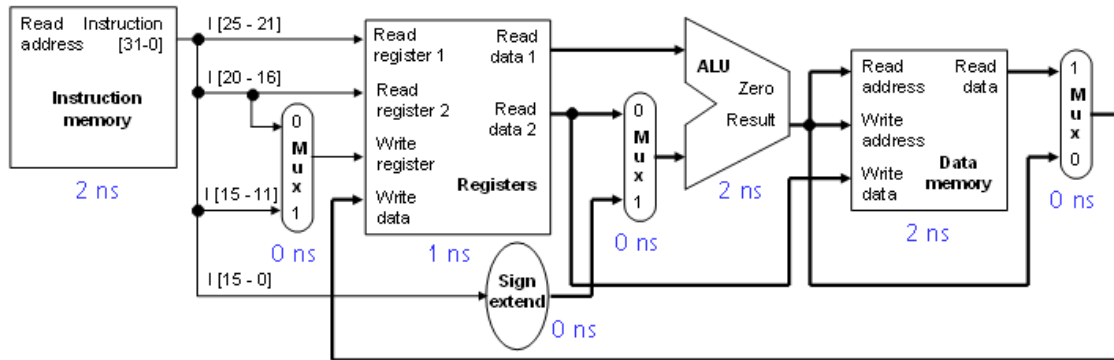 Read Instruction
address [31-0]
Instruction
memory
2 ns
I [25 - 21]
I [20 - 16]
I [15 - 11]
I [15 - 0]
0
M
u
x
1
0 ns
Read
register 1
Read
data 1
Read
register 2
Read
data 2
Write
register
Write
data
Registers
1 ns
Sign
extend
0 ns
0
M
u
x
1
0 ns
ALU
Zero
Result
2 ns
Read
address
Read
data
Write
address
Write
data
Data
memory
2 ns
1
M
u
x
0
0 ns